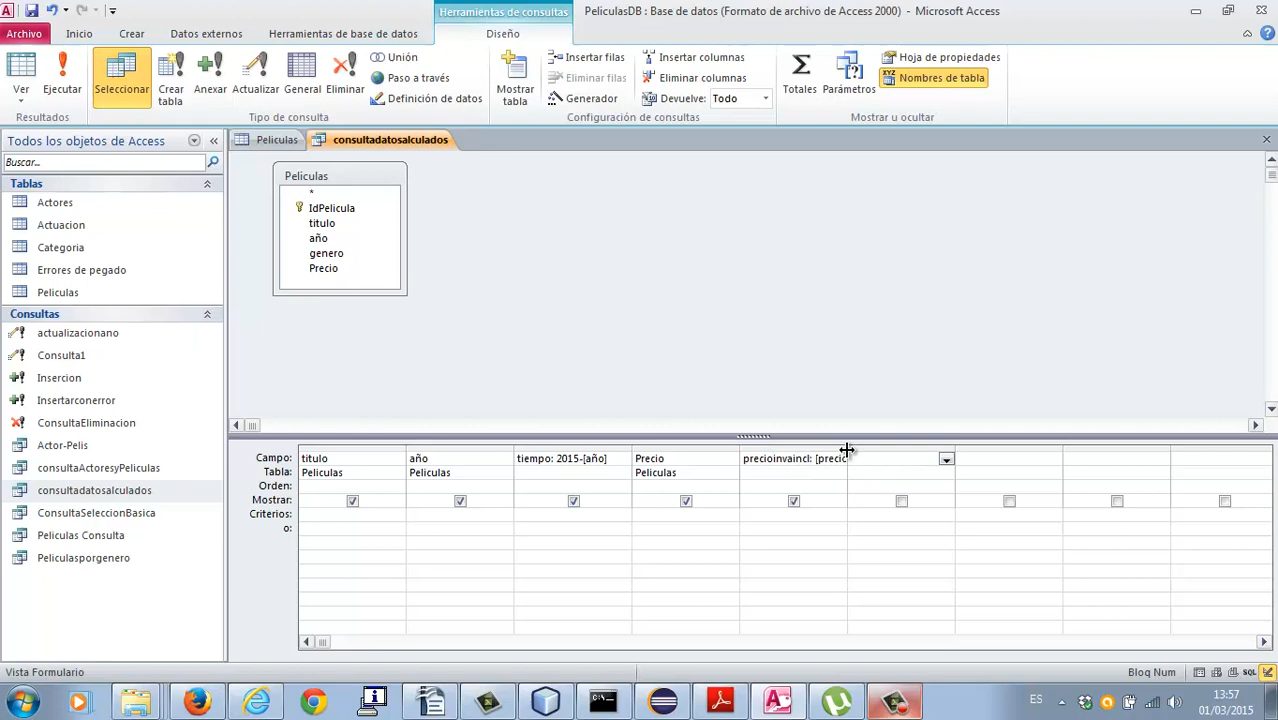 Herramientas de consultas
PeliculasDB : Base de datos (Formato de archivo de Access 2000) - Microsoft Access
Archivo
Inicio
Crear
Datos externos
Herramientas de base de datos
Diseño
Ver
Ejecutar
Seleccionar
Crear tabla
Anexar
Actualizar
General
Eliminar
Unión
Paso a través
Definición de datos
Mostrar tabla
Insertar filas
Eliminar filas
Generador
Insertar columnas
Eliminar columnas
Devuelve: Todo
Totales
Parámetros
Hoja de propiedades
Nombres de tabla
Resultados
Tipo de consulta
Configuración de consultas
Mostrar u ocultar
Todos los objetos de Access
Buscar...
Tablas
Actores
Actuacion
Categoria
Errores de pegado
Peliculas
Consultas
actualizacionano
Consulta1
Insercion
Insertarconerror
ConsultaEliminacion
Actor-Pelis
consultaActoresyPeliculas
consultadatosalculados
ConsultaSeleccionBasica
Peliculas Consulta
Peliculasporgenero
Peliculas
consultadatosalculados
Peliculas
*
IdPelicula
titulo
año
genero
Precio
Campo: titulo año tiempo: 2015-[año] Precio precioinvaincl: [precic
Tabla: Peliculas Peliculas Peliculas
Orden:
Mostrar:
Criterios:
o:
Vista Formulario
Bloq Num
SQL
ES
13:57
01/03/2015